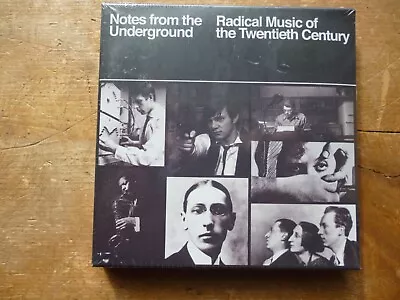 Notes from the
Underground
Radical Music of
the Twentieth Century